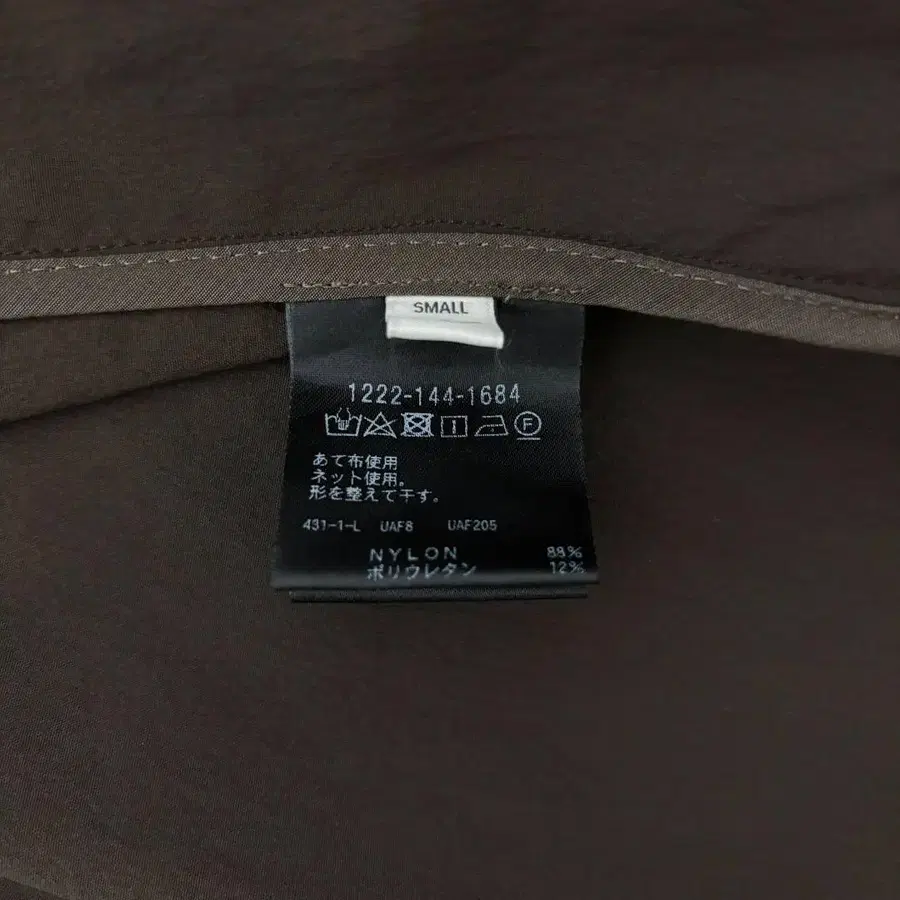 SMALL
1222-144-1684
F
あて布使用
ネット使用。
形を整えて干す。
431-1-L UAF8 UAF205
NYLON 88%
ポリウレタン 12%